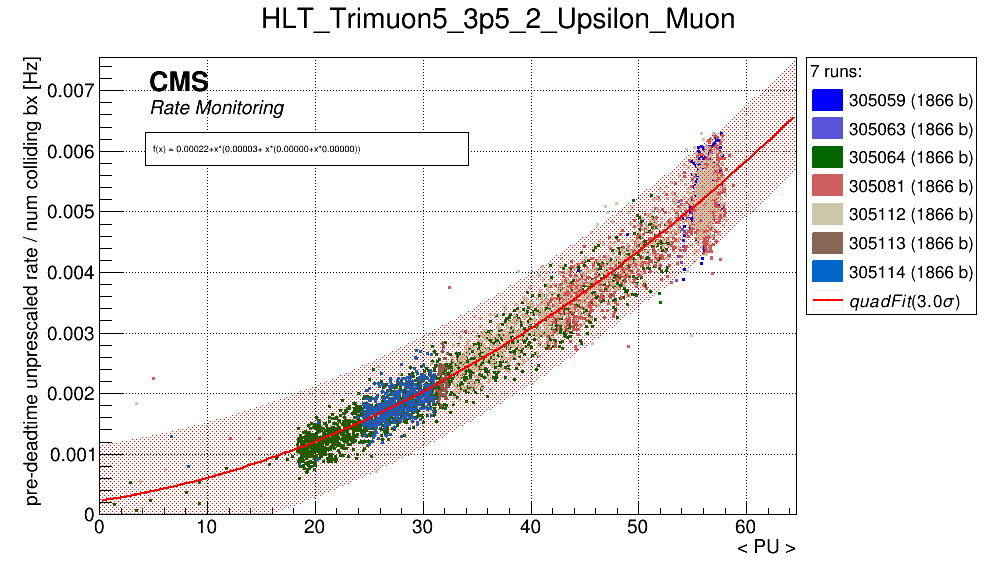 HLT_Trimuon5_3p5_2_Upsilon_Muon
pre-deadtime unprescaled rate / num colliding bx [Hz]
CMS
Rate Monitoring
f(x) = 0.00022+x*(0.00003+ x*(0.00000+x*0.00000))
0.007
0.006
0.005
0.004
0.003
0.002
0.001
0
0 10 20 30 40 50 60
< PU >
7 runs:
305059 (1866 b)
305063 (1866 b)
305064 (1866 b)
305081 (1866 b)
305112 (1866 b)
305113 (1866 b)
305114 (1866 b)
quadFit(3.0σ)